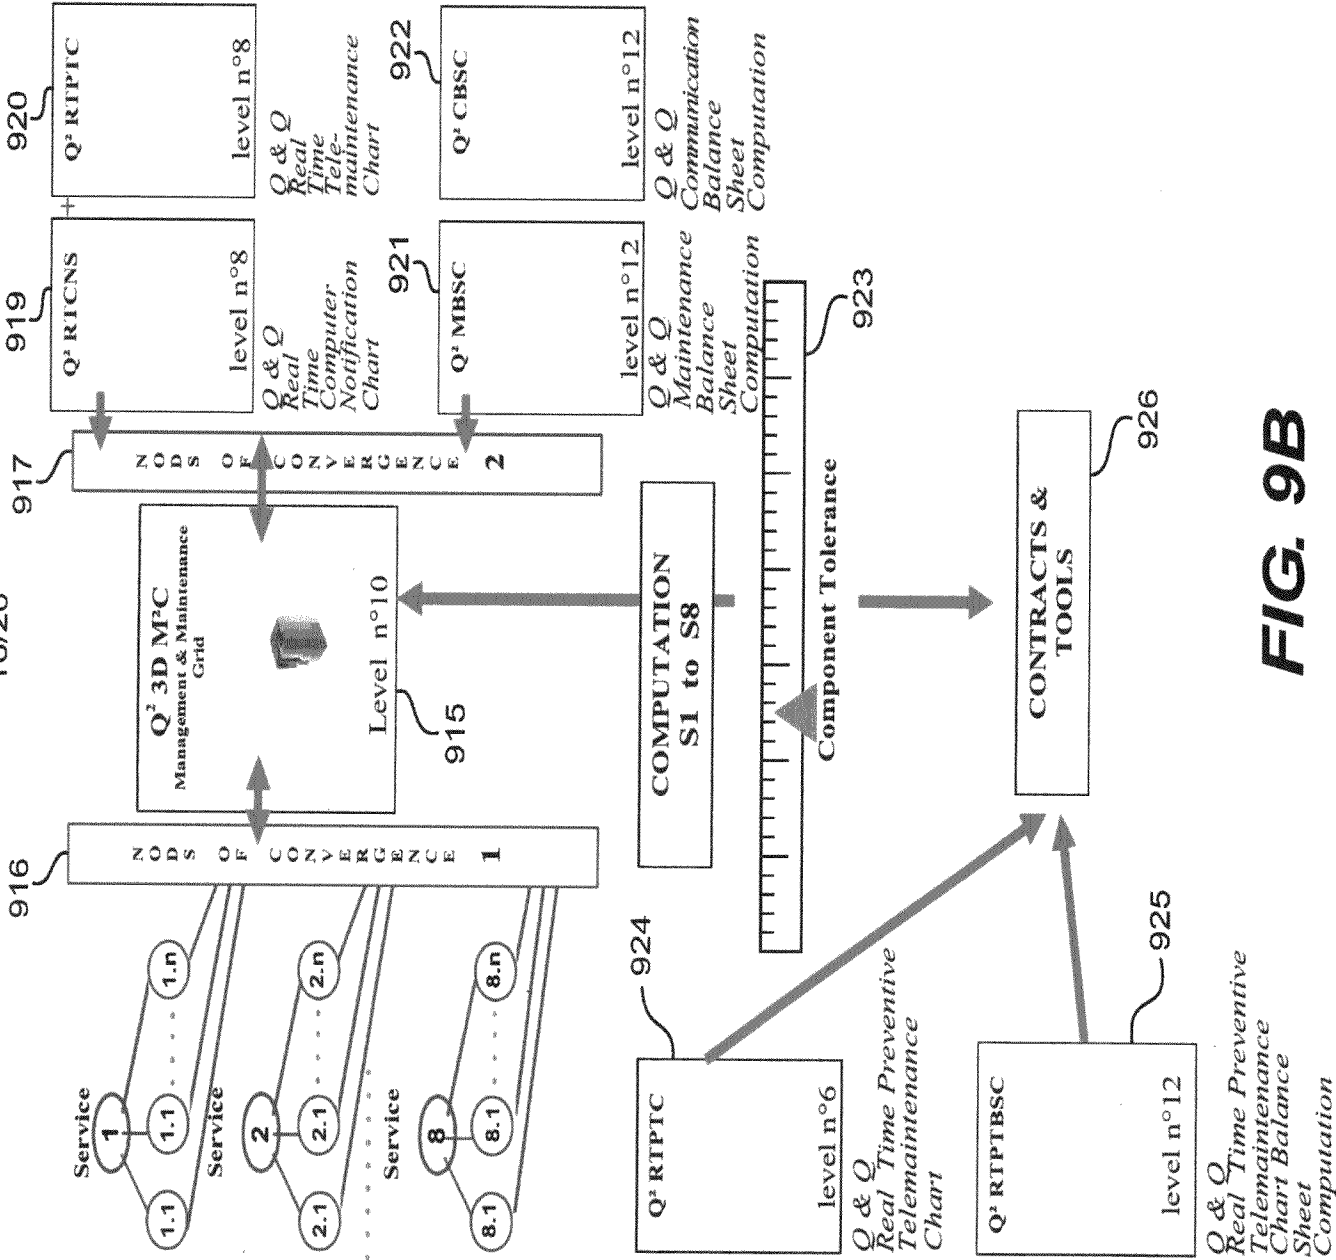 916
917
919
920
Service
1
1.1
1.1
1.n
Service
2
2.1
2.1
2.n
Service
8
8.1
8.1
8.n
NODS OF CONVERGENCE 1
Q² 3D M²C
Management & Maintenance
Grid
Level n°10
915
NODS OF CONVERGENCE 2
Q² RTCNS
level n°8
Q & Q
Real
Time
Computer
Notification
Chart
Q² RTPTC
level n°8
Q & Q
Real
Time
Tele-
maintenance
Chart
921
Q² MBSC
level n°12
Q & Q
Maintenance
Balance
Sheet
Computation
922
Q² CBSC
level n°12
Q & Q
Communication
Balance
Sheet
Computation
COMPUTATION
S1 to S8
923
Component Tolerance
924
Q² RTPTC
level n°6
Q & Q
Real Time Preventive
Telemaintenance
Chart
CONTRACTS &
TOOLS
926
Q² RTPTBSC
level n°12
925
Q & Q
Real Time Preventive
Telemaintenance
Chart Balance
Sheet
Computation
FIG. 9B